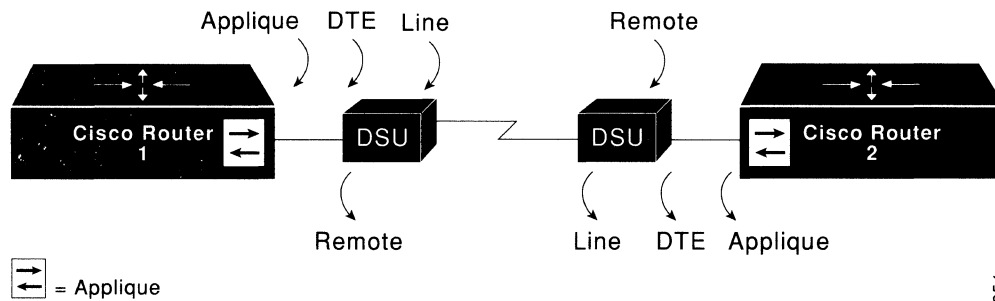 Applique DTE Line Remote
Cisco Router
1
DSU
DSU
Cisco Router
2
Remote
Line DTE Applique
= Applique